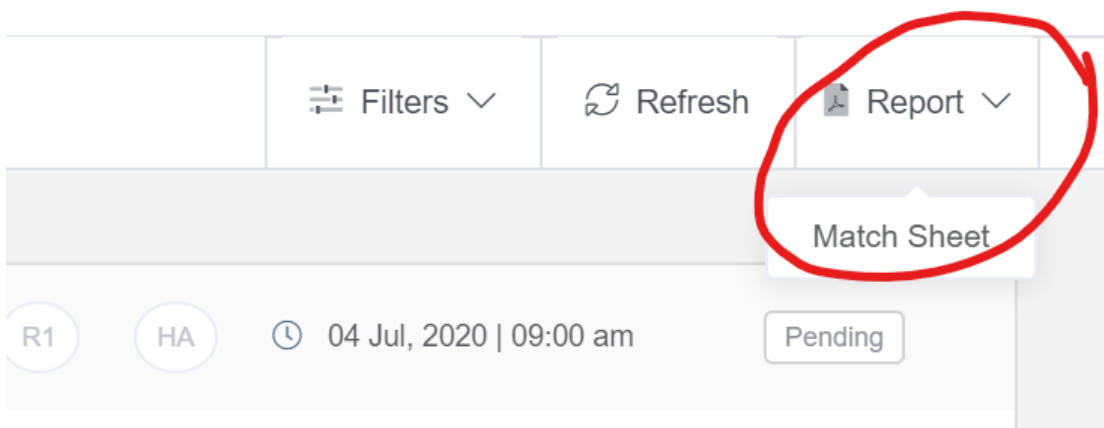 Filters Refresh Report
Match Sheet
R1 HA 04 Jul, 2020 | 09:00 am Pending